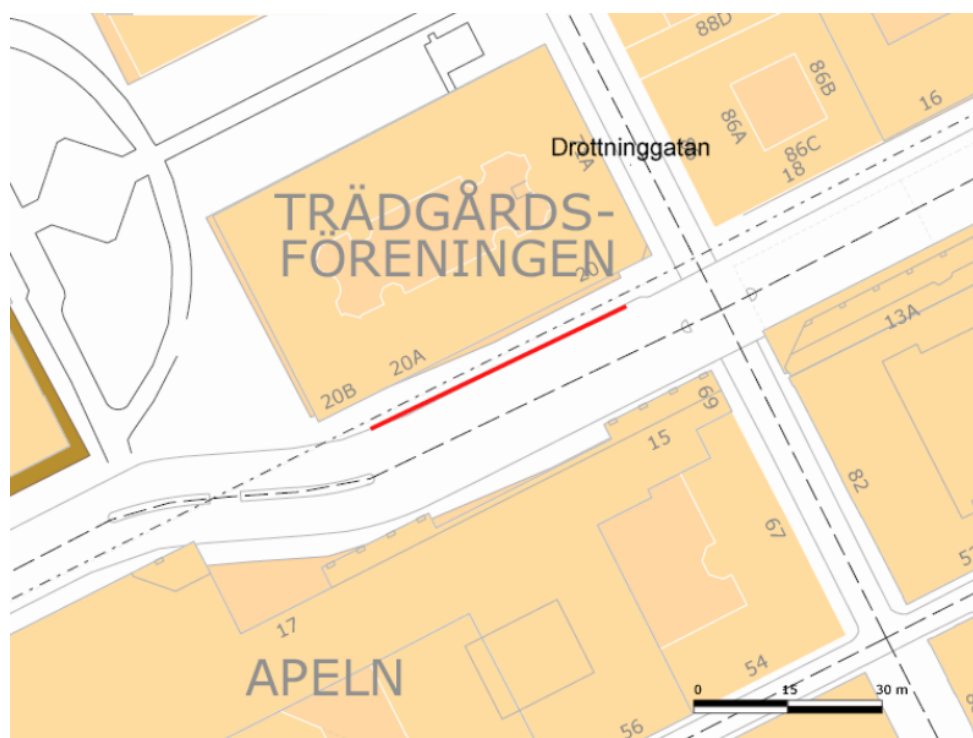 88D
86B
86A
86C
16
18
Drottninggatan
TRÄDGÅRDS-
FÖRENINGEN
20
20A
20B
13A
69
15
82
67
17
54
APELN
56
0 15 30 m